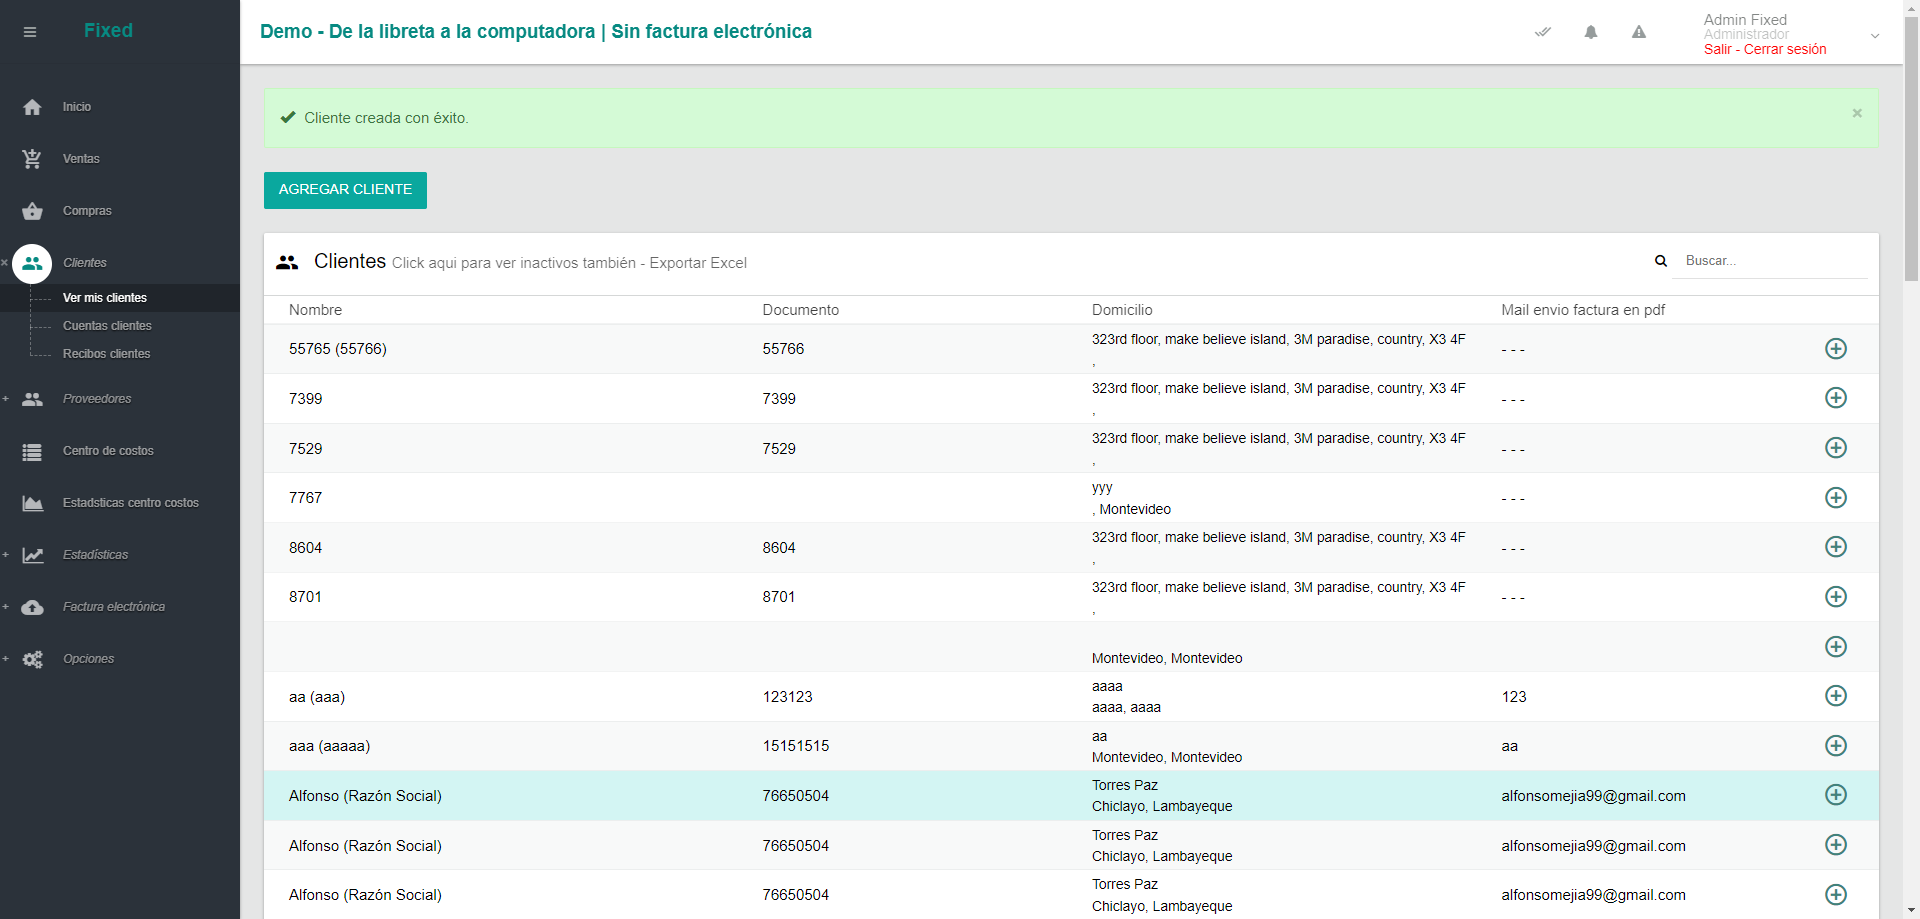 Fixed
Demo - De la libreta a la computadora | Sin factura electrónica
Admin Fixed
Administrador
Salir - Cerrar sesión
Inicio
Ventas
Compras
Clientes
Ver mis clientes
Cuentas clientes
Recibos clientes
Proveedores
Centro de costos
Estadsticas centro costos
Estadísticas
Factura electrónica
Opciones
Cliente creada con éxito.
AGREGAR CLIENTE
Clientes Click aqui para ver inactivos también - Exportar Excel
Buscar...
Nombre Documento Domicilio Mail envio factura en pdf
55765 (55766) 55766 323rd floor, make believe island, 3M paradise, country, X3 4F - - -
,
7399 7399 323rd floor, make believe island, 3M paradise, country, X3 4F - - -
,
7529 7529 323rd floor, make believe island, 3M paradise, country, X3 4F - - -
,
7767 yyy - - -
, Montevideo
8604 8604 323rd floor, make believe island, 3M paradise, country, X3 4F - - -
,
8701 8701 323rd floor, make believe island, 3M paradise, country, X3 4F - - -
,
Montevideo, Montevideo
aa (aaa) 123123 aaaa 123
aaaa, aaaa
aaa (aaaaa) 15151515 aa aa
Montevideo, Montevideo
Alfonso (Razón Social) 76650504 Torres Paz alfonsomejia99@gmail.com
Chiclayo, Lambayeque
Alfonso (Razón Social) 76650504 Torres Paz alfonsomejia99@gmail.com
Chiclayo, Lambayeque
Alfonso (Razón Social) 76650504 Torres Paz alfonsomejia99@gmail.com
Chiclayo, Lambayeque